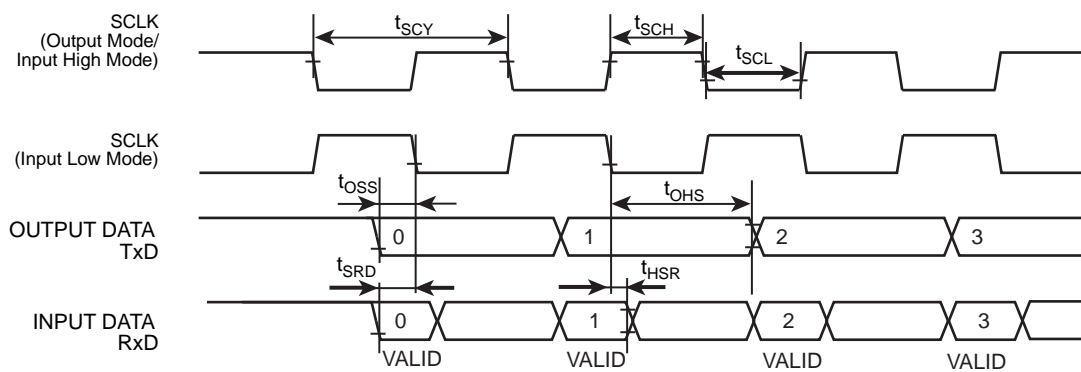 SCLK
(Output Mode/
Input High Mode)
tSCY
tSCH
tSCL
SCLK
(Input Low Mode)
tOSS
tOHS
OUTPUT DATA
TxD
0
1
2
3
tSRD
tHSR
INPUT DATA
RxD
0
1
2
3
VALID
VALID
VALID
VALID